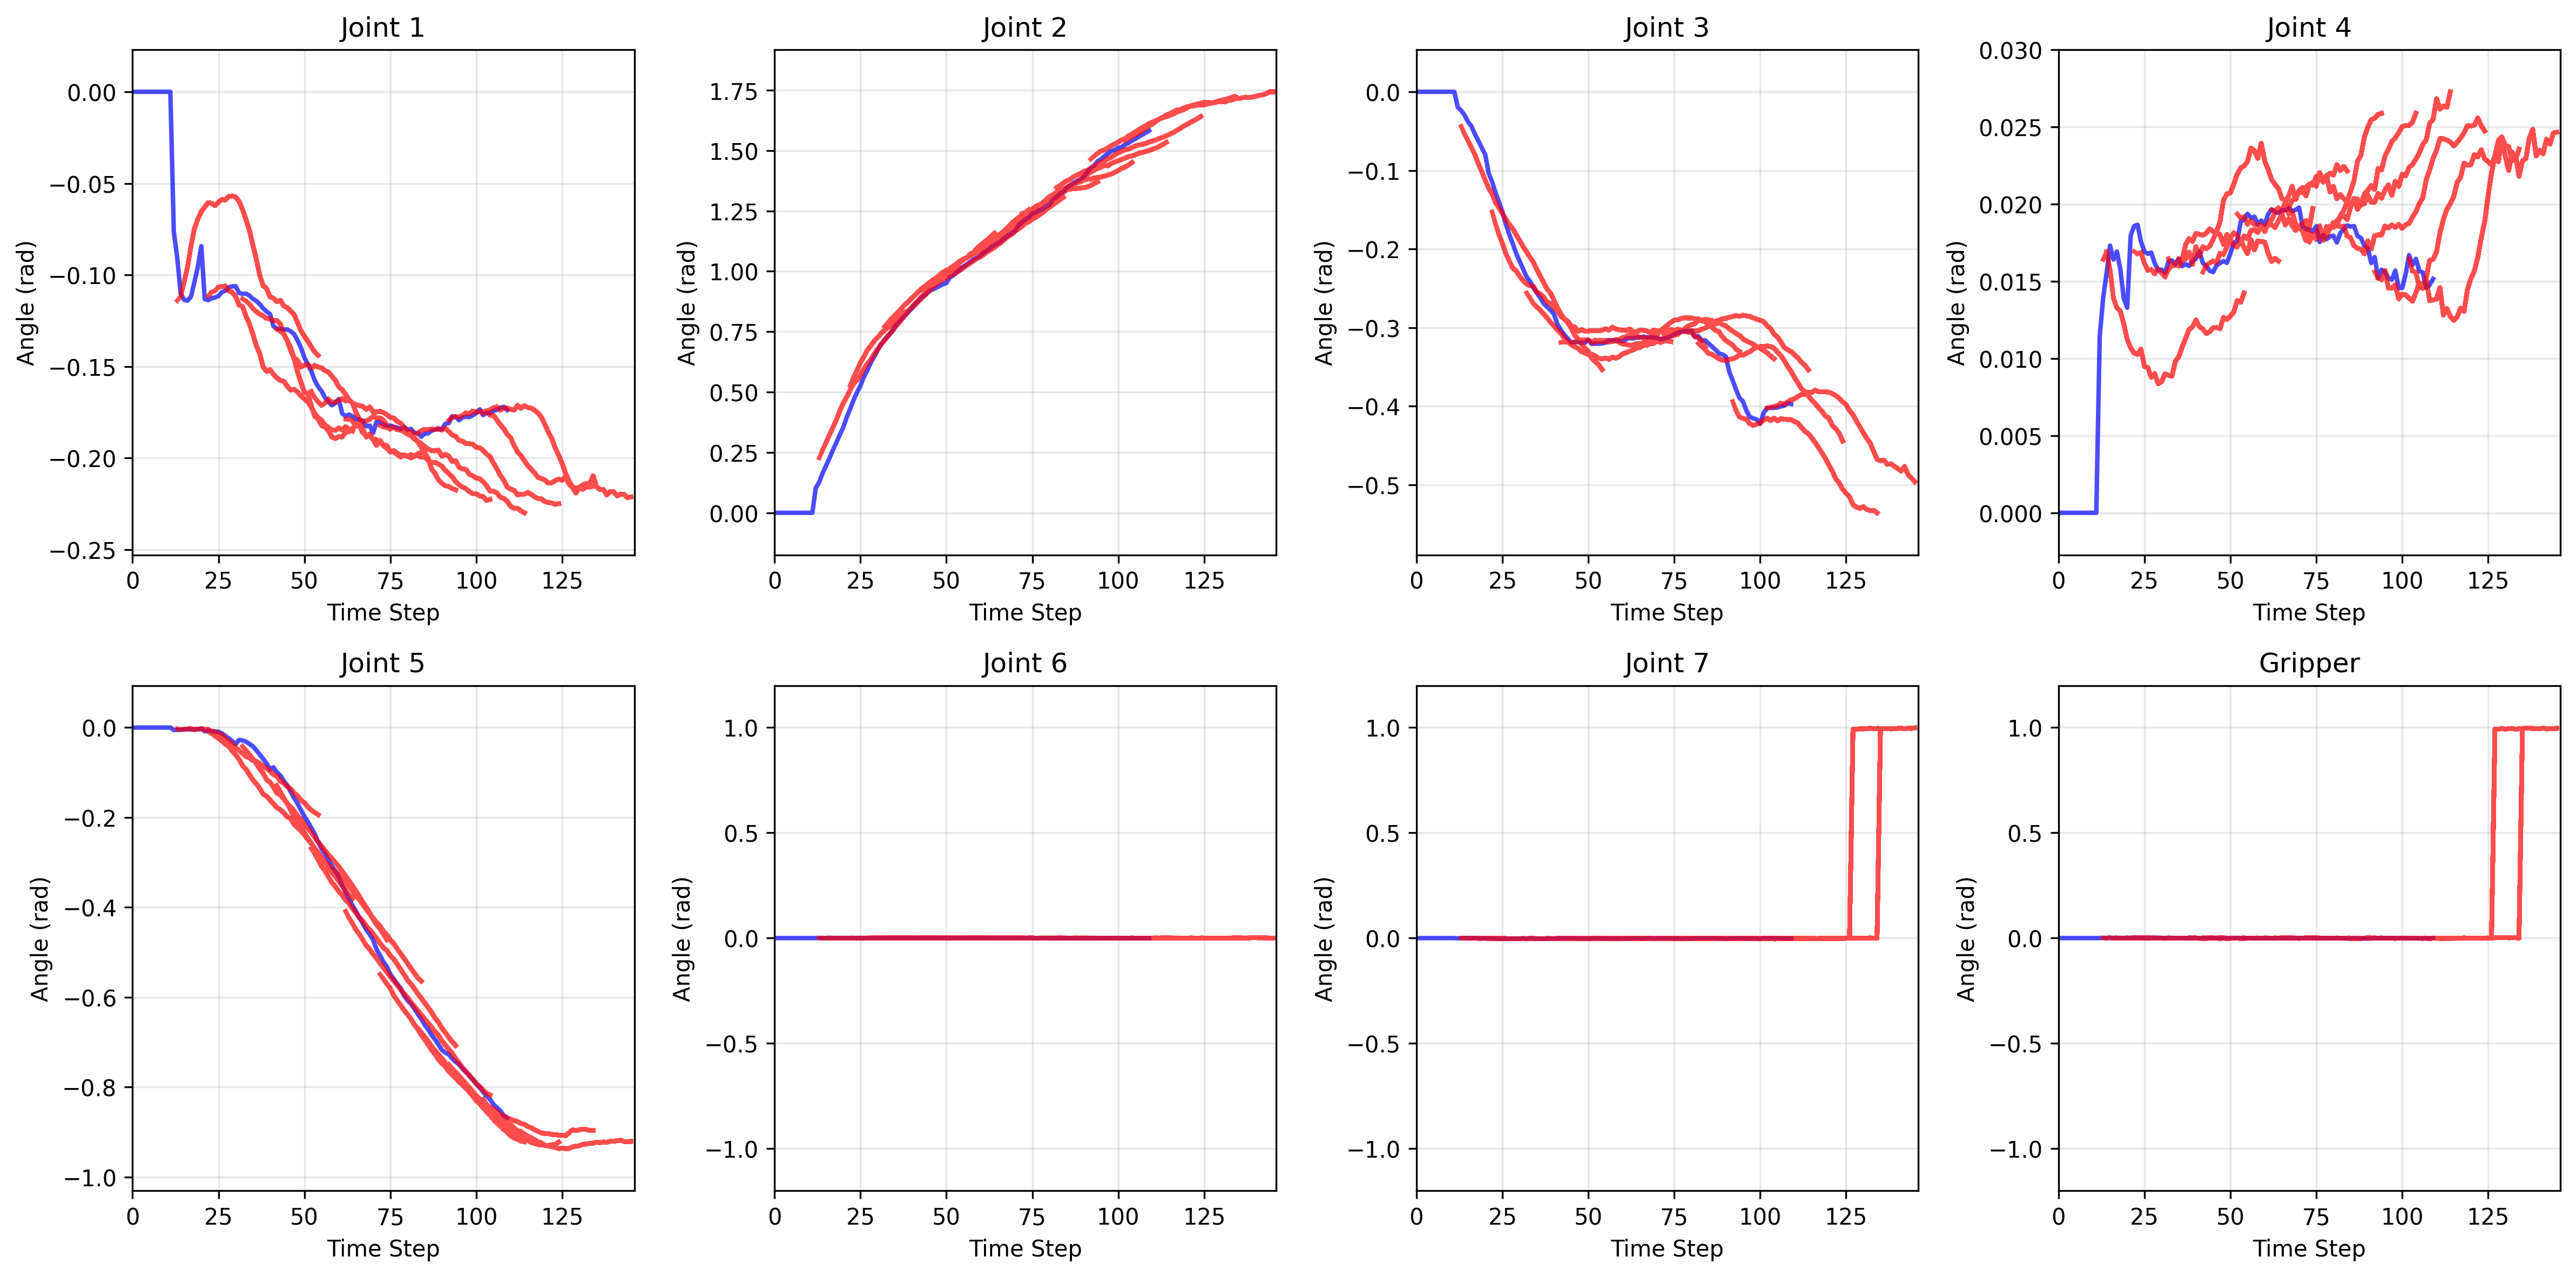 Joint 1
Angle (rad)
0.00
−0.05
−0.10
−0.15
−0.20
−0.25
0 25 50 75 100 125
Time Step
Joint 2
Angle (rad)
1.75
1.50
1.25
1.00
0.75
0.50
0.25
0.00
0 25 50 75 100 125
Time Step
Joint 3
Angle (rad)
0.0
−0.1
−0.2
−0.3
−0.4
−0.5
0 25 50 75 100 125
Time Step
Joint 4
Angle (rad)
0.030
0.025
0.020
0.015
0.010
0.005
0.000
0 25 50 75 100 125
Time Step
Joint 5
Angle (rad)
0.0
−0.2
−0.4
−0.6
−0.8
−1.0
0 25 50 75 100 125
Time Step
Joint 6
Angle (rad)
1.0
0.5
0.0
−0.5
−1.0
0 25 50 75 100 125
Time Step
Joint 7
Angle (rad)
1.0
0.5
0.0
−0.5
−1.0
0 25 50 75 100 125
Time Step
Gripper
Angle (rad)
1.0
0.5
0.0
−0.5
−1.0
0 25 50 75 100 125
Time Step